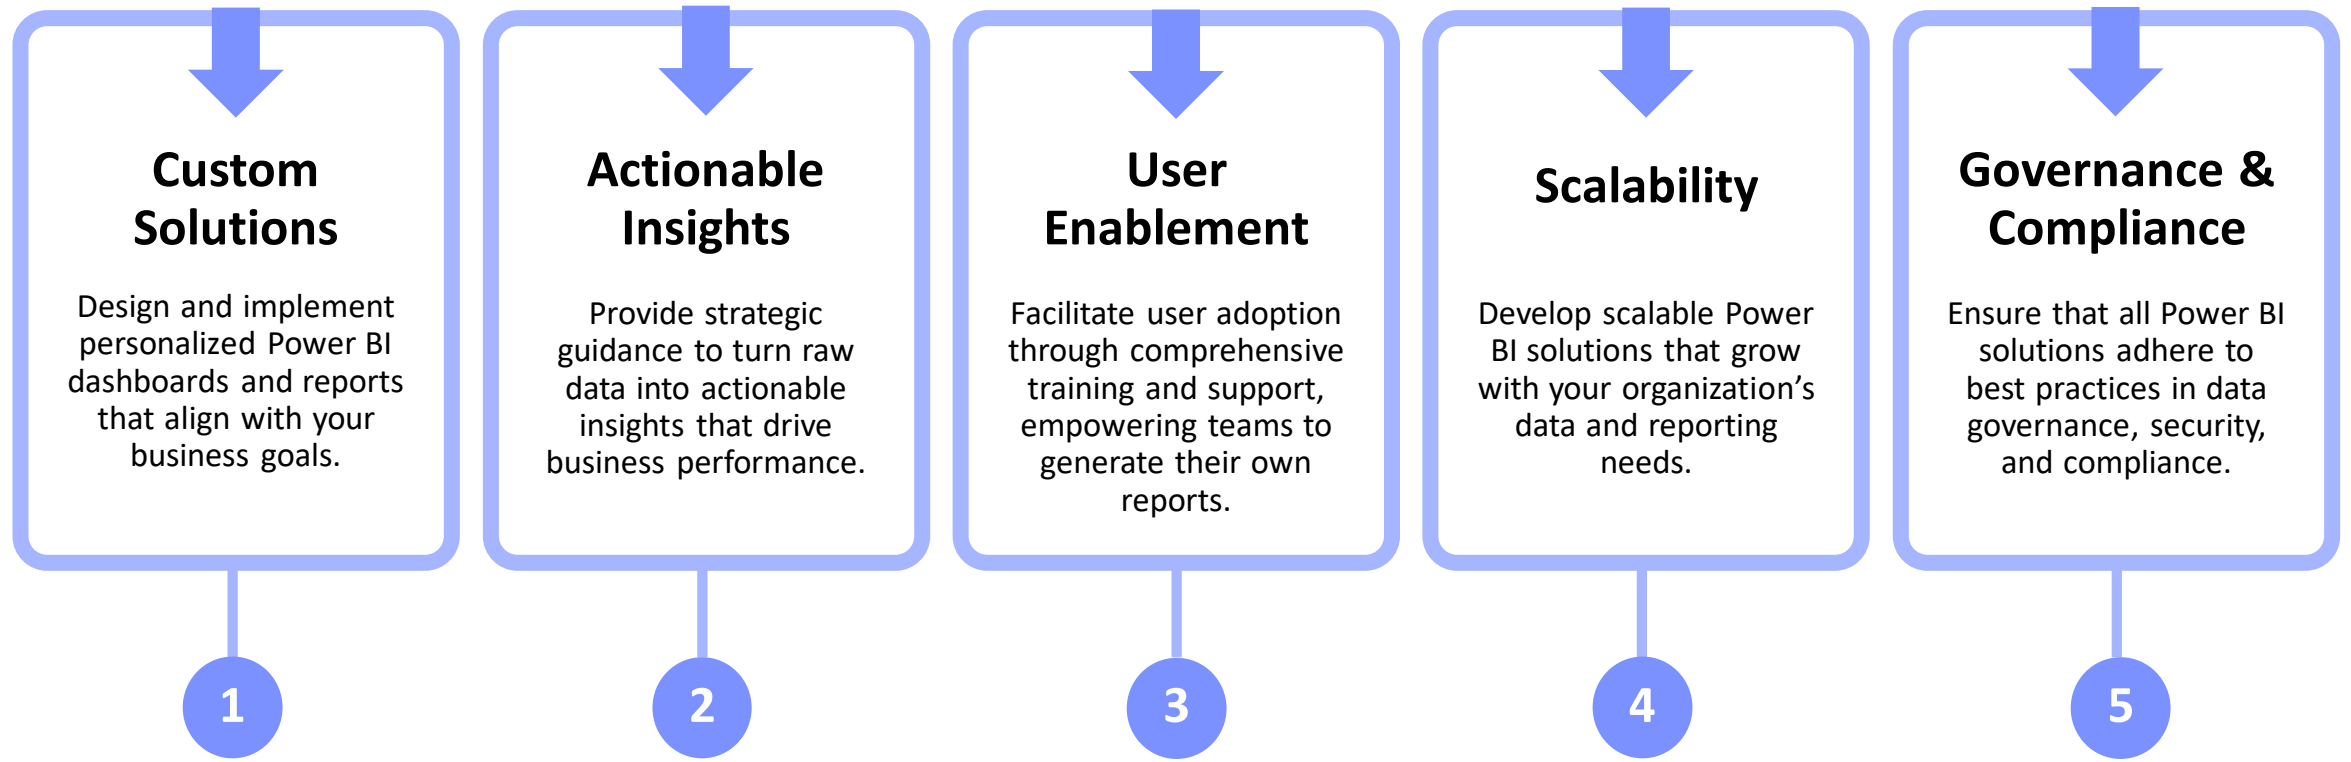 Custom
Solutions
Design and implement
personalized Power BI
dashboards and reports
that align with your
business goals.
1
Actionable
Insights
Provide strategic
guidance to turn raw
data into actionable
insights that drive
business performance.
2
User
Enablement
Facilitate user adoption
through comprehensive
training and support,
empowering teams to
generate their own
reports.
3
Scalability
Develop scalable Power
BI solutions that grow
with your organization’s
data and reporting
needs.
4
Governance &
Compliance
Ensure that all Power BI
solutions adhere to
best practices in data
governance, security,
and compliance.
5